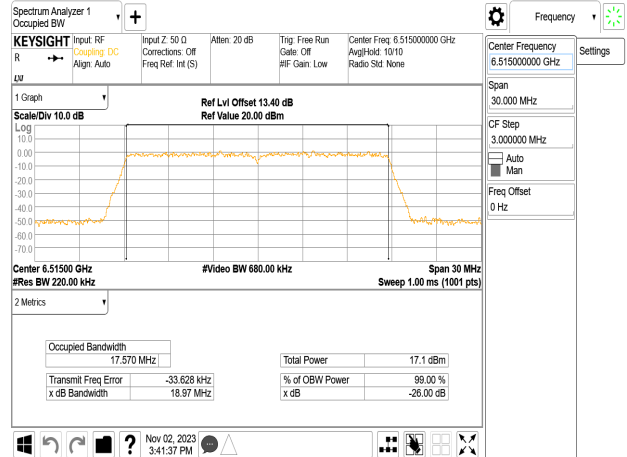 Spectrum Analyzer 1
Occupied BW
▼
+
Frequency
▼
KEYSIGHT
R
LXI
Input: RF
Coupling: DC
Align: Auto
Input Z: 50 Ω
Corrections: Off
Freq Ref: Int (S)
Atten: 20 dB
Trig: Free Run
Gate: Off
#IF Gain: Low
Center Freq: 6.515000000 GHz
Avg|Hold: 10/10
Radio Std: None
Center Frequency
6.515000000 GHz
Settings
Span
30.000 MHz
CF Step
3.000000 MHz
Auto
Man
Freq Offset
0 Hz
1 Graph
▼
Scale/Div 10.0 dB
Ref Lvl Offset 13.40 dB
Ref Value 20.00 dBm
Log
10.0
0.00
-10.0
-20.0
-30.0
-40.0
-50.0
-60.0
-70.0
Center 6.51500 GHz
#Video BW 680.00 kHz
Span 30 MHz
#Res BW 220.00 kHz
Sweep 1.00 ms (1001 pts)
2 Metrics
▼
Occupied Bandwidth
17.570 MHz
Total Power 17.1 dBm
Transmit Freq Error -33.628 kHz
% of OBW Power 99.00 %
x dB Bandwidth 18.97 MHz
x dB -26.00 dB
?
Nov 02, 2023
3:41:37 PM